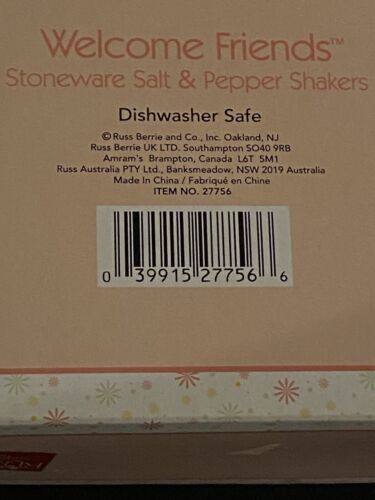 Welcome Friends™
Stoneware Salt & Pepper Shakers
Dishwasher Safe
© Russ Berrie and Co., Inc. Oakland, NJ
Russ Berrie UK LTD. Southampton SO40 9RB
Amram's Brampton, Canada L6T 5M1
Russ Australia PTY Ltd., Banksmeadow, NSW 2019 Australia
Made In China / Fabriqué en Chine
ITEM NO. 27756
0 39915 27756 6